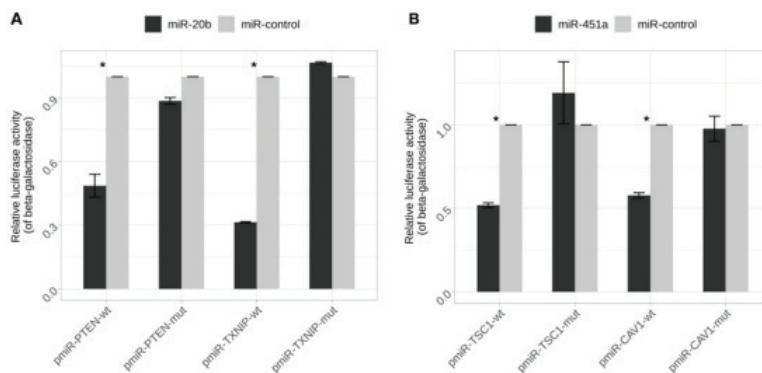 A
miR-20b miR-control
Relative luciferase activity
(of beta-galactosidase)
0.9
0.6
0.3
0.0
*
*
pmiR-PTEN-wt
pmiR-PTEN-mut
pmiR-TXNIP-wt
pmiR-TXNIP-mut
B
miR-451a miR-control
Relative luciferase activity
(of beta-galactosidase)
1.0
0.5
0.0
*
*
pmiR-TSC1-wt
pmiR-TSC1-mut
pmiR-CAV1-wt
pmiR-CAV1-mut